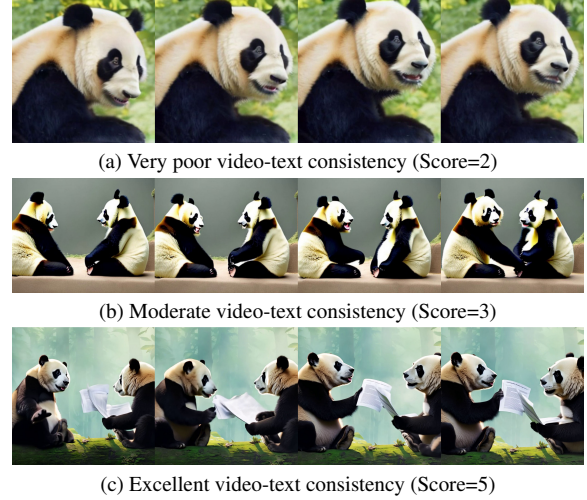 (a) Very poor video-text consistency (Score=2)
(b) Moderate video-text consistency (Score=3)
(c) Excellent video-text consistency (Score=5)